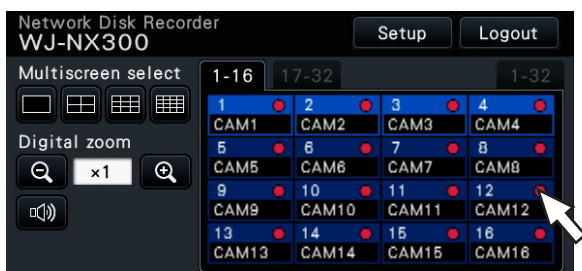 Network Disk Recorder
WJ-NX300
Setup
Logout
Multiscreen select
Digital zoom
×1
1-16 17-32 1-32
1 2 3 4
CAM1 CAM2 CAM3 CAM4
5 6 7 8
CAM5 CAM6 CAM7 CAM8
9 10 11 12
CAM9 CAM10 CAM11 CAM12
13 14 15 16
CAM13 CAM14 CAM15 CAM16